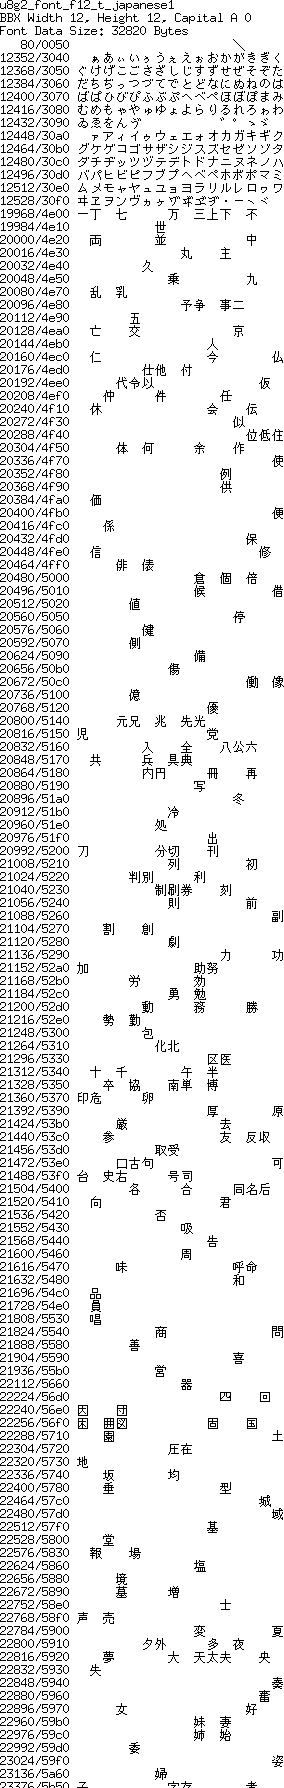 u8g2_font_f12_t_japanese1
BBX Width 12, Height 12, Capital A 0
Font Data Size: 32820 Bytes
80/0050 ＼
12352/3040 ぁあぃいぅうぇえぉおかがきぎく
12368/3050 ぐけげこごさざしじすずせぜそぞた
12384/3060 だちぢっつづてでとどなにぬねのは
12400/3070 ばぱひびぴふぶぷへべぺほぼぽまみ
12416/3080 むめもゃやゅゆょよらりるれろゎわ
12432/3090 ゐゑをんゔ ゛゜ゝゞ
12448/30a0 ァアィイゥウェエォオカガキギク
12464/30b0 グケゲコゴサザシジスズセゼソゾタ
12480/30c0 ダチヂッツヅテデトドナニヌネノハ
12496/30d0 バパヒビピフブプヘベペホボポマミ
12512/30e0 ムメモャヤュユョヨラリルレロヮワ
12528/30f0 ヰヱヲンヴヵヶヷヸヹヺ・ーヽヾ
19968/4e00 一丁 七 万 三上下 不
19984/4e10 世
20000/4e20 両 並 中
20016/4e30 丸 主
20032/4e40 久
20048/4e50 乗 九
20080/4e70 乱 乳
20096/4e80 予争 事二
20112/4e90 五
20128/4ea0 亡 交 京
20144/4eb0 人
20160/4ec0 仁 今 仏
20176/4ed0 仕他 付
20192/4ee0 代令以 仮
20208/4ef0 仲 件 任
20240/4f10 休 会 伝
20272/4f30 似
20288/4f40 位低住
20304/4f50 体 何 余 作
20336/4f70 使
20352/4f80 例
20368/4f90 供
20384/4fa0 価
20400/4fb0 便
20416/4fc0 係
20432/4fd0 保
20448/4fe0 信 修
20464/4ff0 俳 俵
20480/5000 倉 個 倍
20496/5010 候 借
20512/5020 値
20560/5050 停
20576/5060 健
20592/5070 側
20624/5090 備
20656/50b0 傷
20672/50c0 働 像
20736/5100 億
20768/5120 優
20800/5140 元兄 兆 先光
20816/5150 児 党
20832/5160 入 全 八公六
20848/5170 共 兵 具典
20864/5180 内円 冊 再
20880/5190 写
20896/51a0 冬
20912/51b0 冷
20960/51e0 処
20976/51f0 出
20992/5200 刀 分切 刊
21008/5210 列 初
21024/5220 判別 利
21040/5230 制刷券 刻
21056/5240 則 前
21088/5260 副
21104/5270 割 創
21120/5280 劇
21136/5290 力 功
21152/52a0 加 助努
21168/52b0 労 効
21184/52c0 勇 勉
21200/52d0 動 務 勝
21216/52e0 勢 勤
21248/5300 包
21264/5310 化北
21296/5330 区医
21312/5340 十 千 午 半
21328/5350 卒 協 南単 博
21360/5370 印危 卵
21392/5390 厚 原
21424/53b0 厳 去
21440/53c0 参 友 反収
21456/53d0 取受
21472/53e0 口古句 可
21488/53f0 台 史右 号司
21504/5400 各 合 同名后
21520/5410 向 君
21536/5420 否
21552/5430 吸
21568/5440 告
21600/5460 周
21616/5470 味 呼命
21632/5480 和
21696/54c0 品
21728/54e0 員
21808/5530 唱
21824/5540 商 問
21888/5580 善
21904/5590 喜
21936/55b0 営
22112/5660 器
22224/56d0 四 回
22240/56e0 因 団
22256/56f0 困 囲図 固 国
22288/5710 園 土
22304/5720 圧在
22320/5730 地
22336/5740 坂 均
22400/5780 垂 型
22464/57c0 城
22480/57d0 域
22512/57f0 基
22528/5800 堂
22576/5830 報 場
22624/5860 塩
22656/5880 境
22672/5890 墓 増
22752/58e0 士
22768/58f0 声 売
22784/5900 変 夏
22800/5910 夕外 多 夜
22816/5920 夢 大 天太夫 央
22832/5930 失
22848/5940 奏
22880/5960 奮
22896/5970 女 好
22960/59b0 妹 妻
22976/59c0 姉 始
22992/59d0 委
23024/59f0 姿
23136/5a60 婦
23376/5b50 子 字存 孝